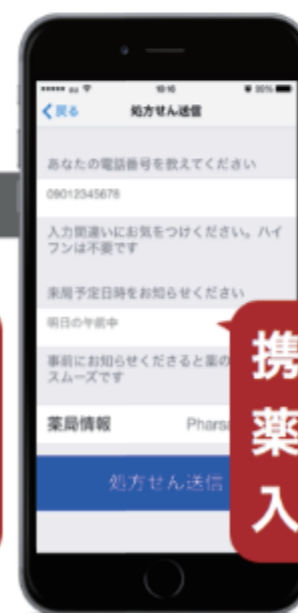 au
10:10
戻る 処方せん送信
あなたの電話番号を教えてください
09012345678
入力間違いにお気をつけください。ハイ
フンは不要です
来局予定日時をお知らせください
明日の午前中
事前にお知らせくださると薬の
スムーズです
薬局情報 Pharsa
処方せん送信
携
薬
入